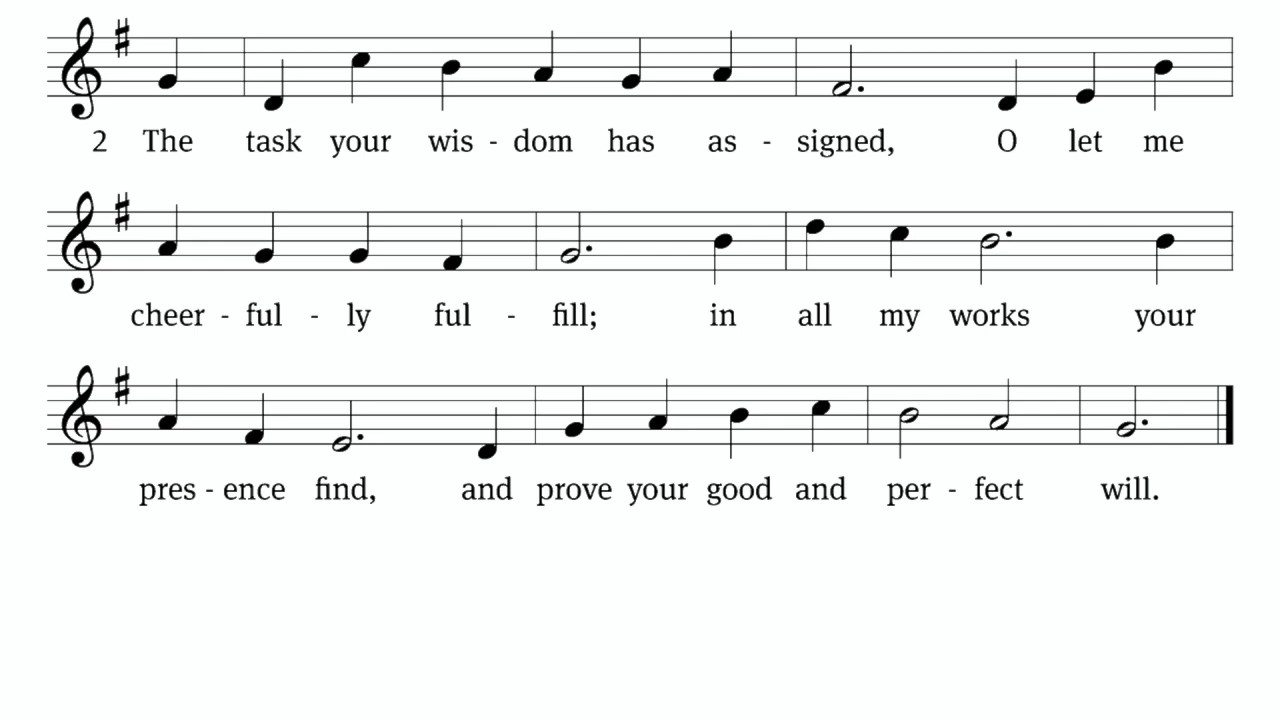 2 The task your wis - dom has as - signed, O let me
cheer - ful - ly ful - fill; in all my works your
pres - ence find, and prove your good and per - fect will.